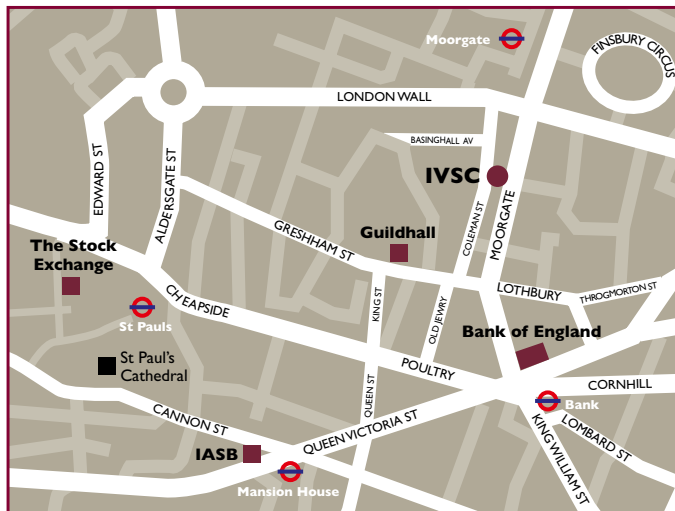 Moorgate
FINSBURY CIRCUS
LONDON WALL
BASINGHALL AV
IVSC
EDWARD ST
ALDERSGATE ST
COLEMAN ST
MOORGATE
GRESHHAM ST
Guildhall
The Stock
Exchange
LOTHBURY
THROGMORTON ST
KING ST
OLD JEWRY
CHEAPSIDE
St Pauls
Bank of England
St Paul's
Cathedral
POULTRY
CORNHILL
QUEEN ST
Bank
CANNON ST
QUEEN VICTORIA ST
KING WILLIAM ST
LOMBARD ST
IASB
Mansion House